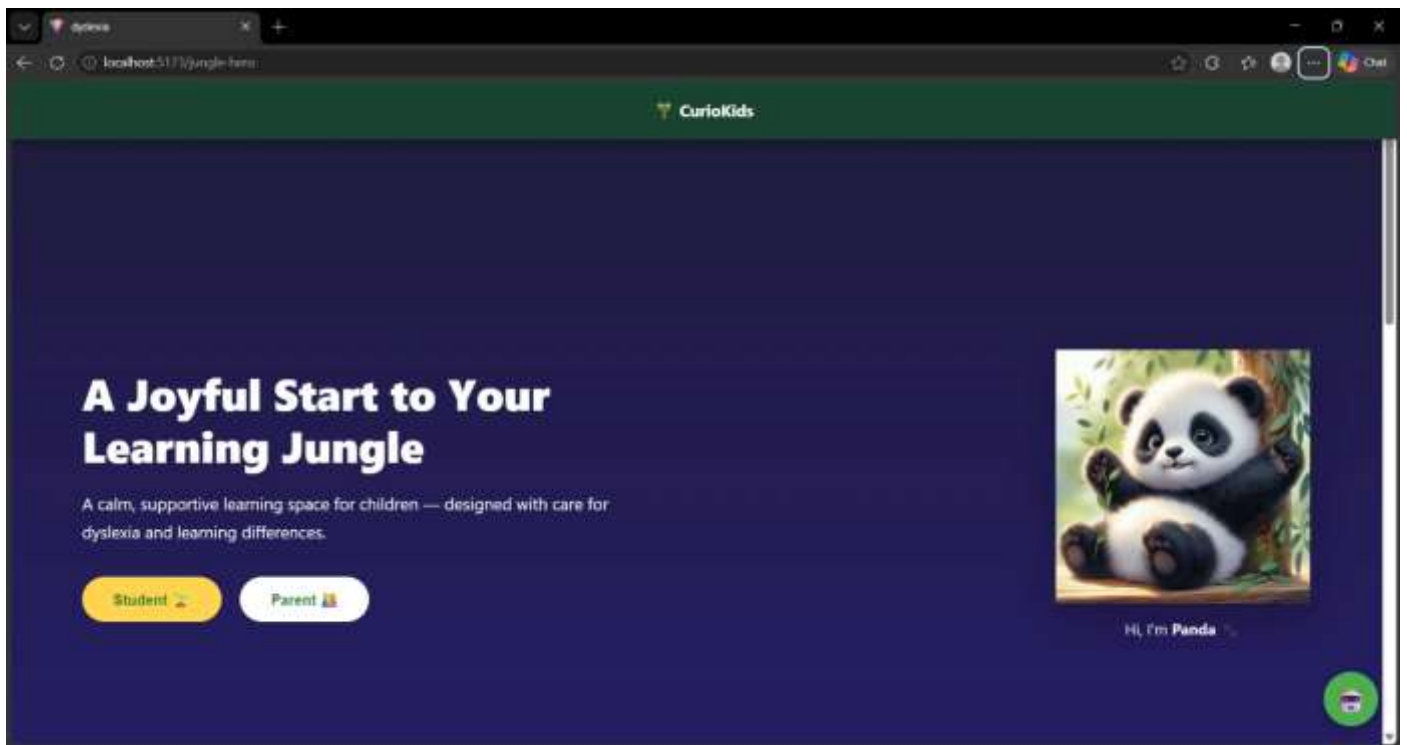 dyslexia
localhost:5173/jungle-hero
Chat
CurioKids
A Joyful Start to Your
Learning Jungle
A calm, supportive learning space for children — designed with care for
dyslexia and learning differences.
Student
Parent
Hi, I'm Panda